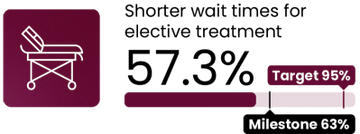 Shorter wait times for
elective treatment
57.3%
Target 95%
Milestone 63%